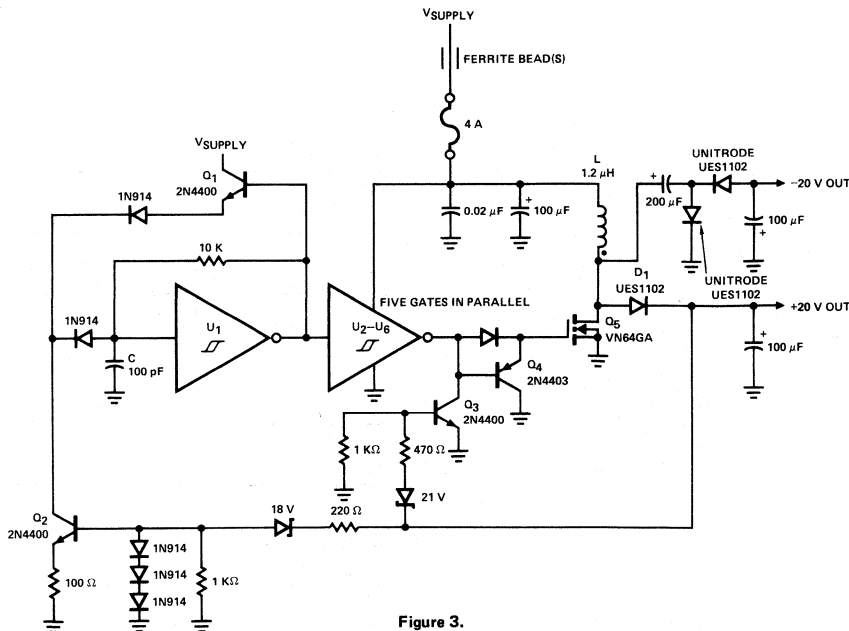 VSUPPLY
FERRITE BEAD(S)
4 A
L
1.2 μH
UNITRODE
UES1102
−20 V OUT
+
200 μF
100 μF
+
UNITRODE
UES1102
VSUPPLY
Q1
2N4400
1N914
0.02 μF
+
100 μF
10 K
D1
UES1102
+20 V OUT
FIVE GATES IN PARALLEL
1N914
U1
U2–U6
Q5
VN64GA
+
100 μF
C
100 pF
Q4
2N4403
Q3
2N4400
1 KΩ
470 Ω
21 V
18 V
220 Ω
Q2
2N4400
1N914
1N914
1N914
100 Ω
1 KΩ
Figure 3.